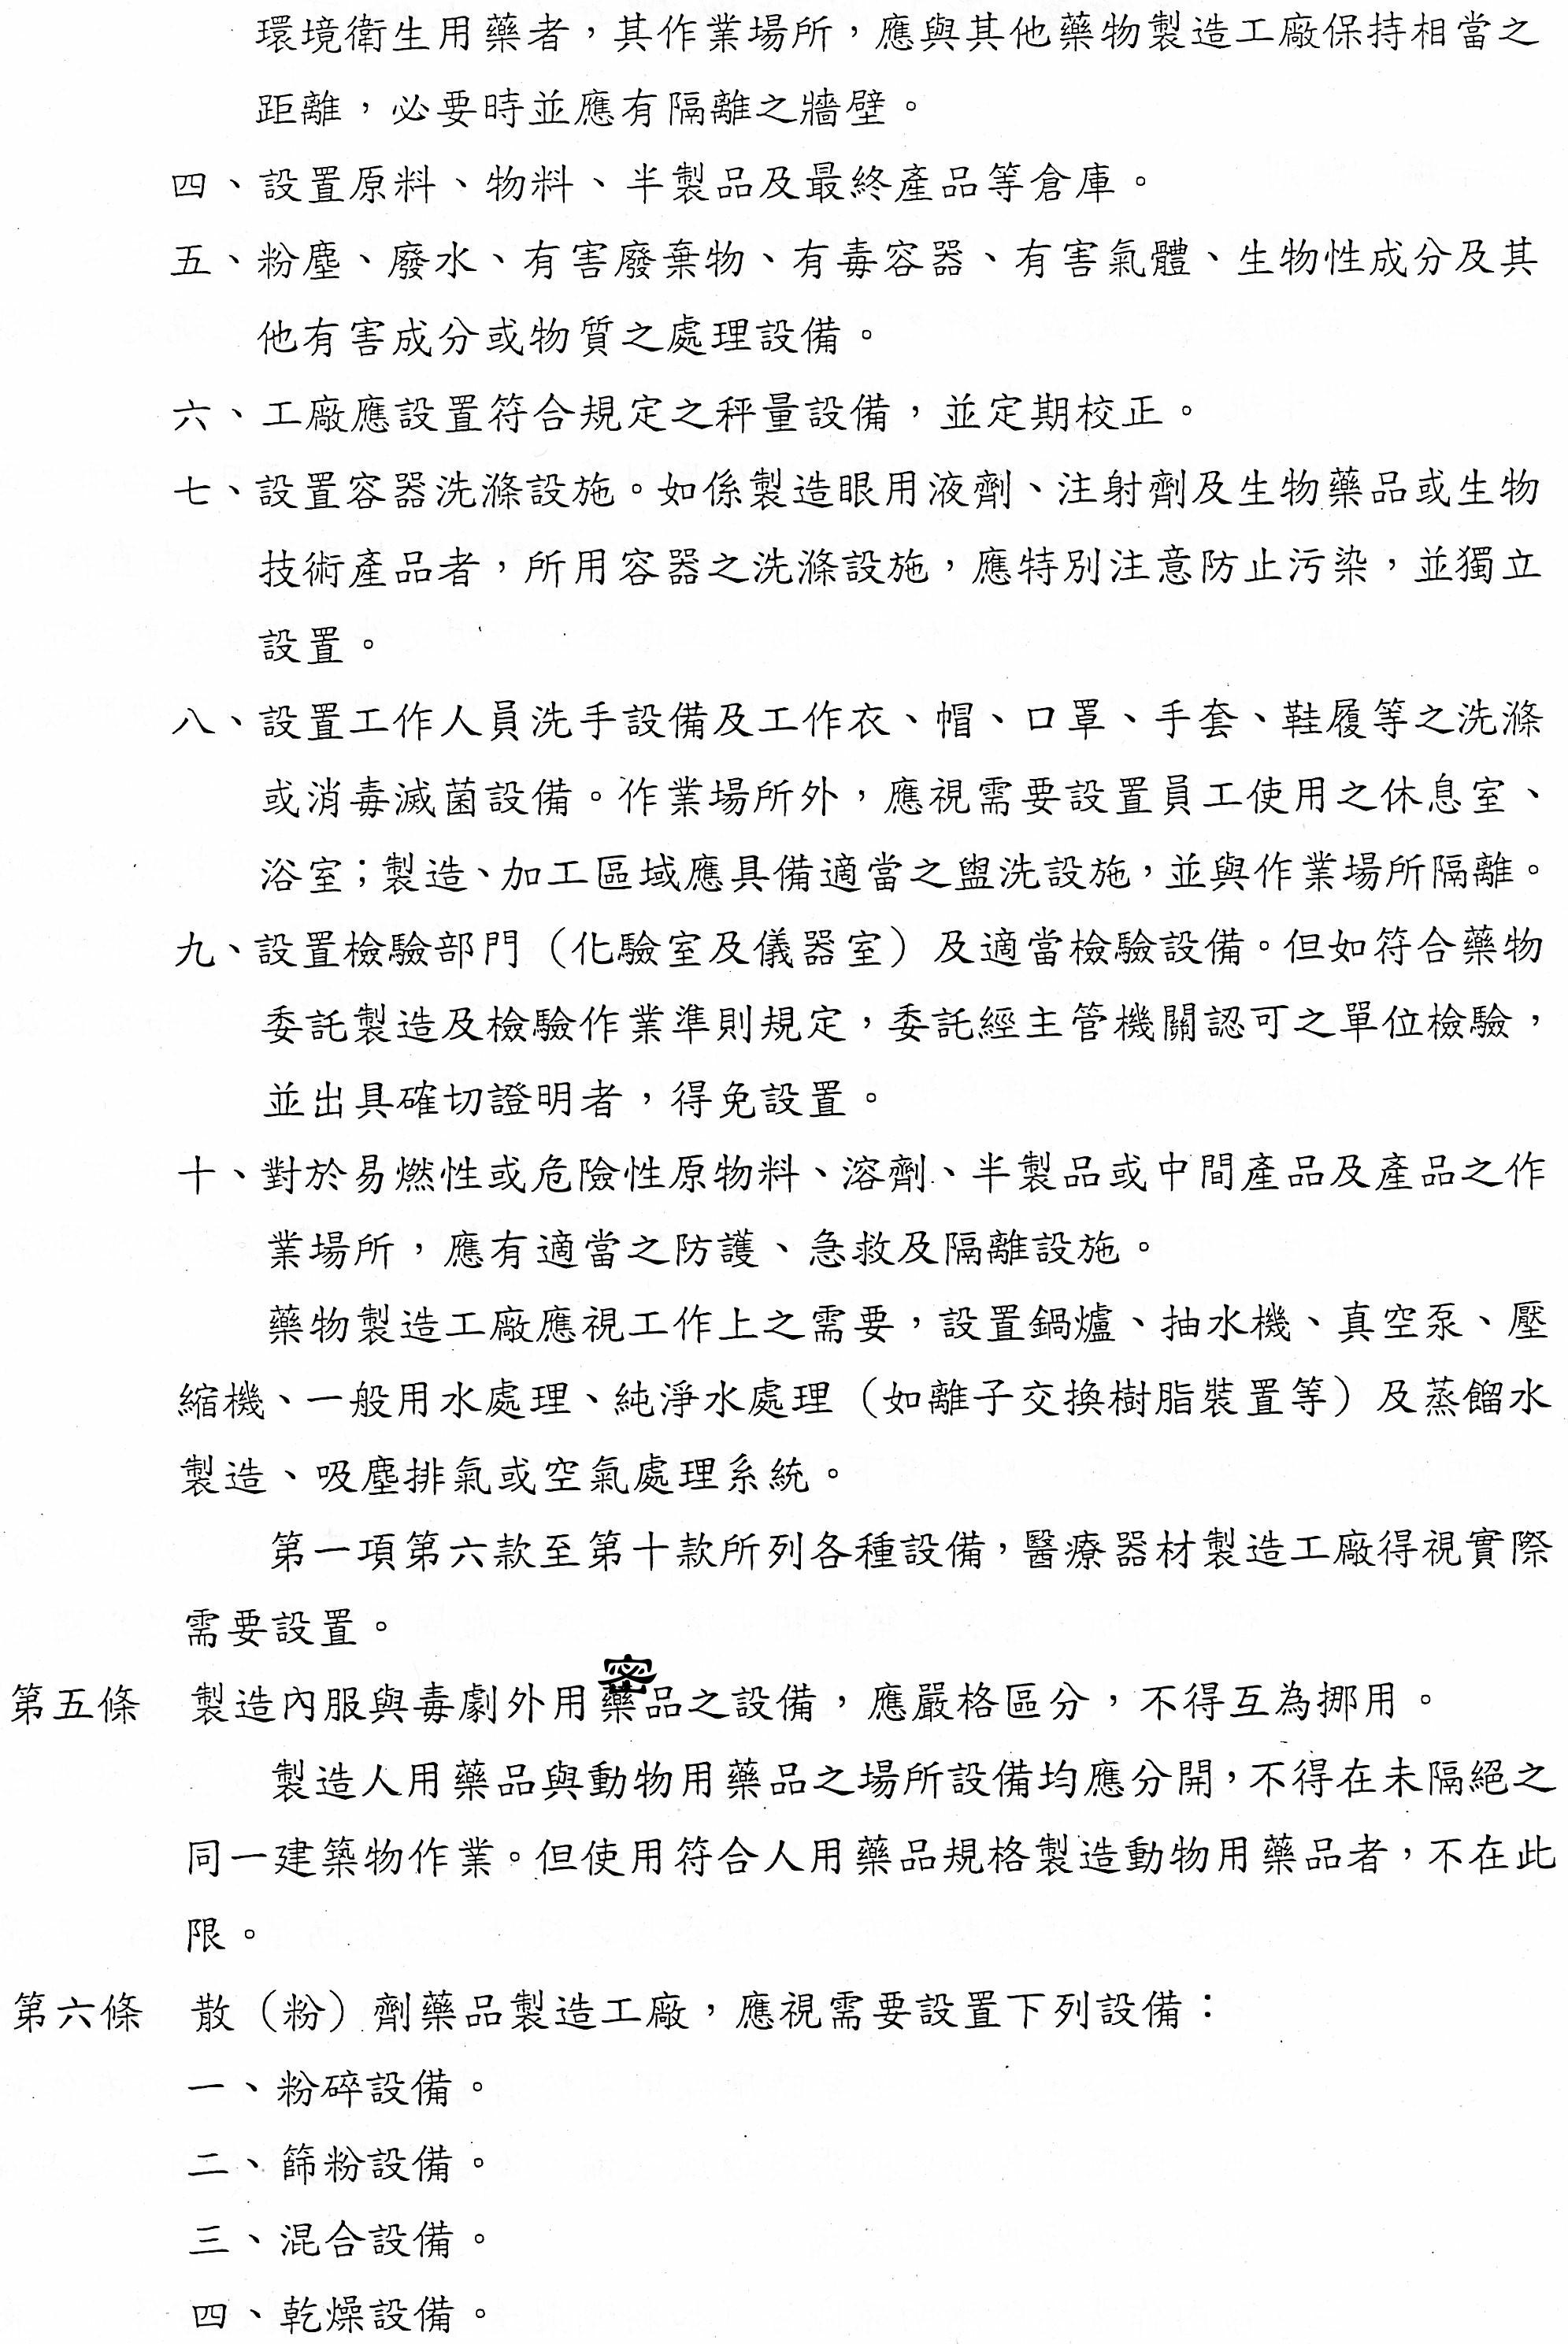 環境衛生用藥者，其作業場所，應與其他藥物製造工廠保持相當之
距離，必要時並應有隔離之牆壁。
四、設置原料、物料、半製品及最終產品等倉庫。
五、粉塵、廢水、有害廢棄物、有毒容器、有害氣體、生物性成分及其
他有害成分或物質之處理設備。
六、工廠應設置符合規定之秤量設備，並定期校正。
七、設置容器洗滌設施。如係製造眼用液劑、注射劑及生物藥品或生物
技術產品者，所用容器之洗滌設施，應特別注意防止污染，並獨立
設置。
八、設置工作人員洗手設備及工作衣、帽、口罩、手套、鞋履等之洗滌
或消毒滅菌設備。作業場所外，應視需要設置員工使用之休息室、
浴室；製造、加工區域應具備適當之盥洗設施，並與作業場所隔離。
九、設置檢驗部門（化驗室及儀器室）及適當檢驗設備。但如符合藥物
委託製造及檢驗作業準則規定，委託經主管機關認可之單位檢驗，
並出具確切證明者，得免設置。
十、對於易燃性或危險性原物料、溶劑、半製品或中間產品及產品之作
業場所，應有適當之防護、急救及隔離設施。
藥物製造工廠應視工作上之需要，設置鍋爐、抽水機、真空泵、壓
縮機、一般用水處理、純淨水處理（如離子交換樹脂裝置等）及蒸餾水
製造、吸塵排氣或空氣處理系統。
第一項第六款至第十款所列各種設備，醫療器材製造工廠得視實際
需要設置。
密
第五條 製造內服與毒劇外用藥品之設備，應嚴格區分，不得互為挪用。
製造人用藥品與動物用藥品之場所設備均應分開，不得在未隔絕之
同一建築物作業。但使用符合人用藥品規格製造動物用藥品者，不在此
限。
第六條 散（粉）劑藥品製造工廠，應視需要設置下列設備：
一、粉碎設備。
二、篩粉設備。
三、混合設備。
四、乾燥設備。